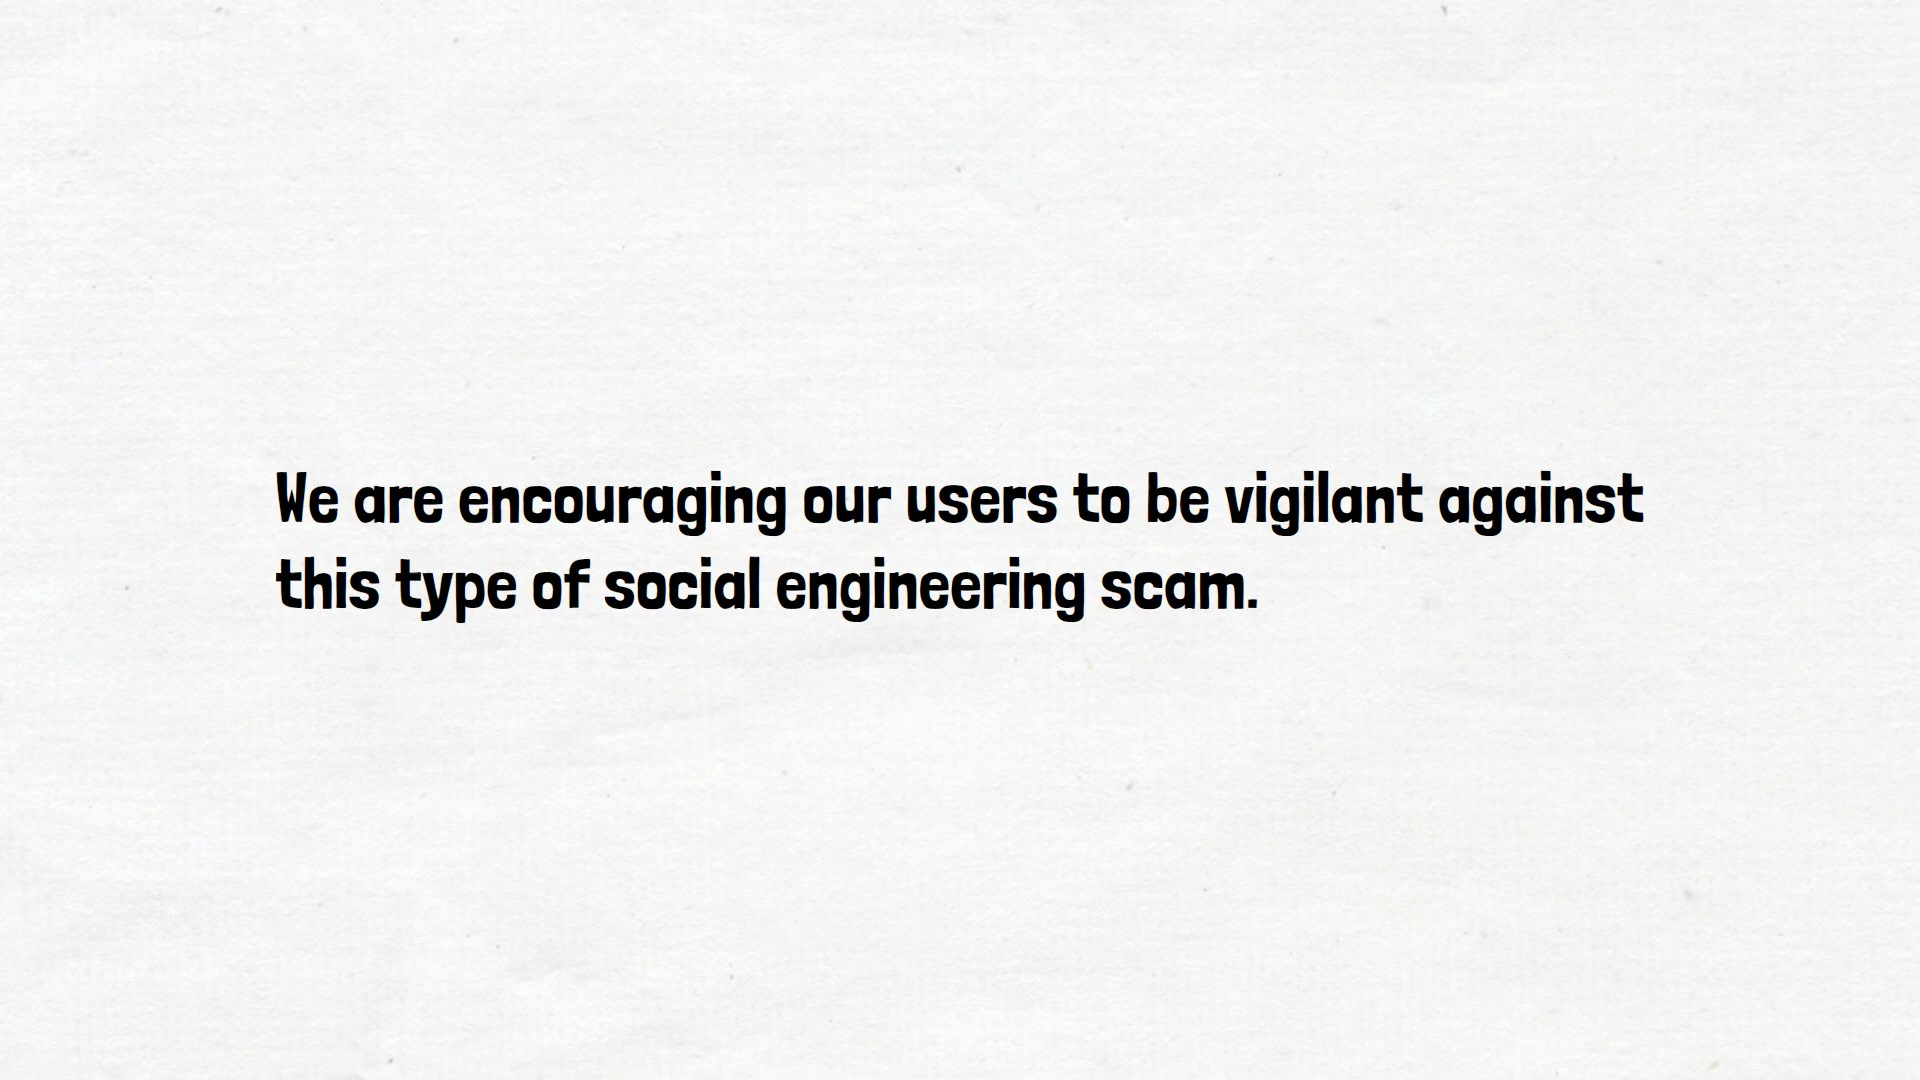 We are encouraging our users to be vigilant against
this type of social engineering scam.